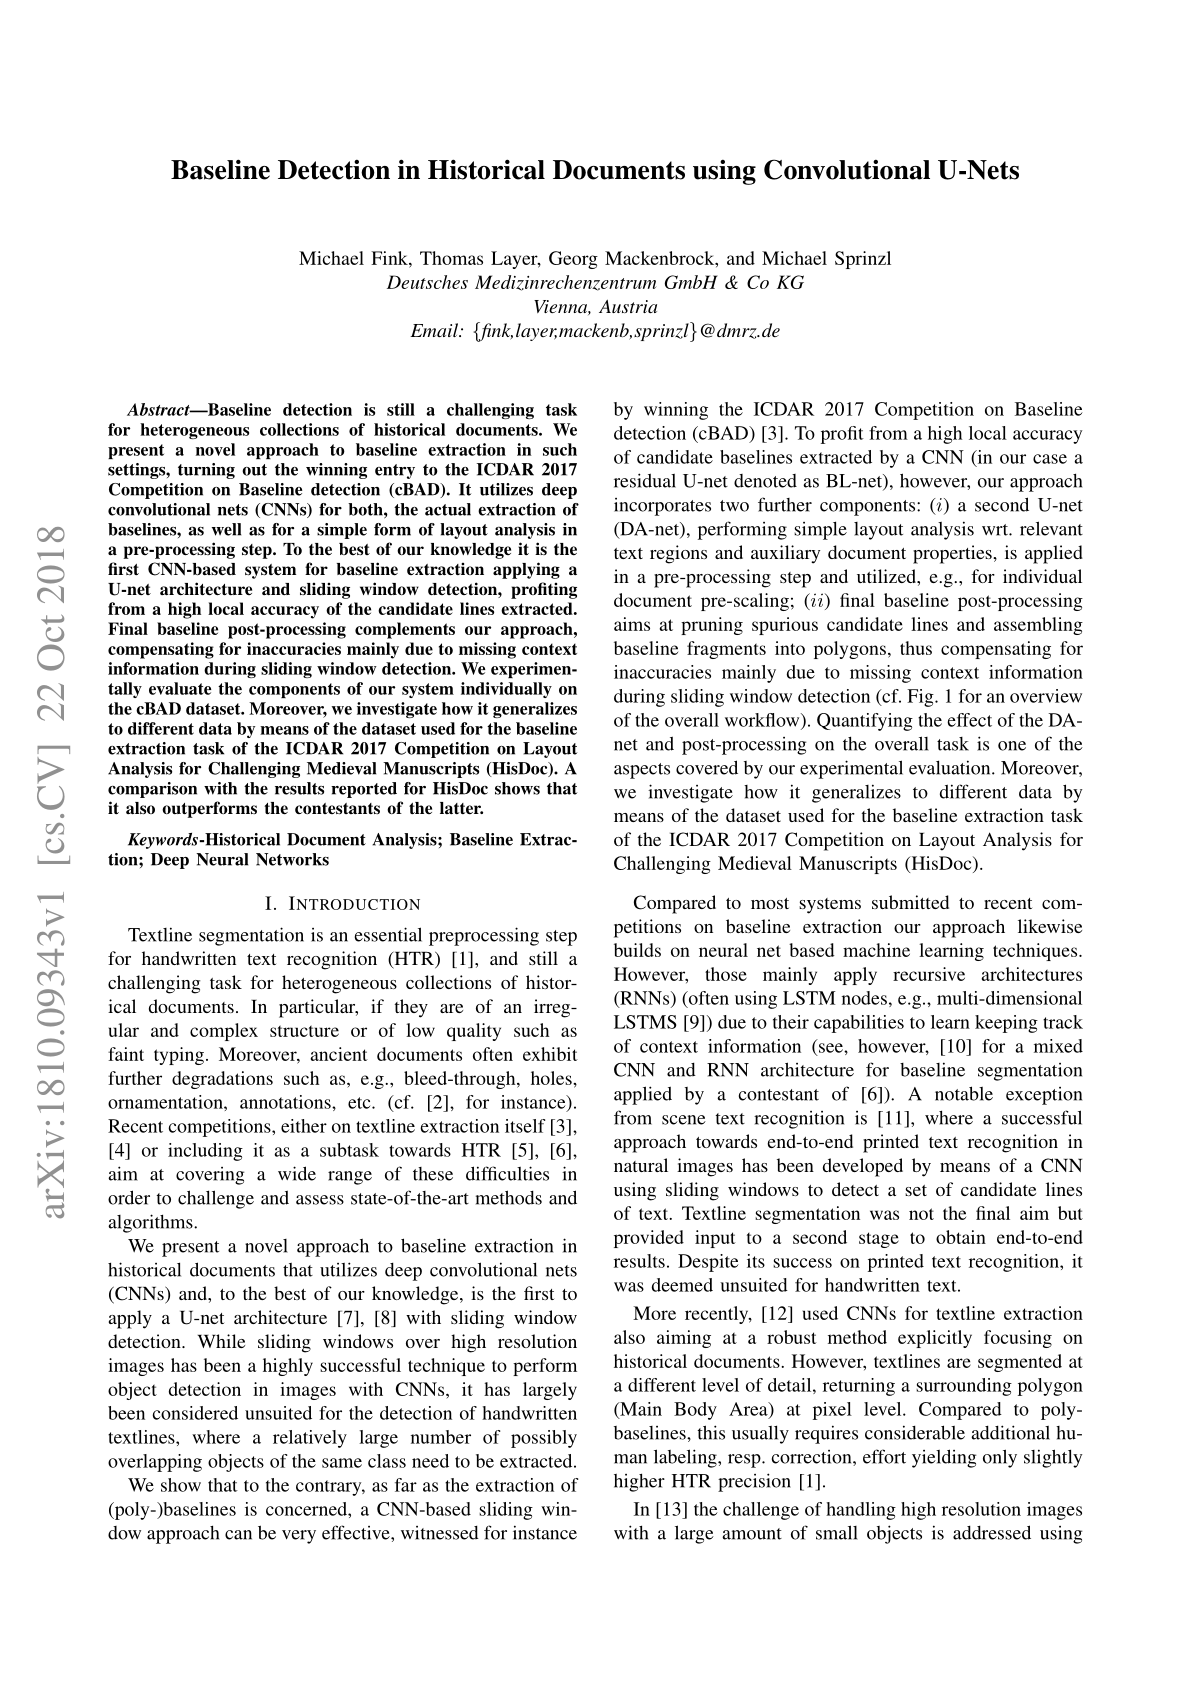 arXiv:1810.09343v1 [cs.CV] 22 Oct 2018
Baseline Detection in Historical Documents using Convolutional U-Nets
Michael Fink, Thomas Layer, Georg Mackenbrock, and Michael Sprinzl
Deutsches Medizinrechenzentrum GmbH & Co KG
Vienna, Austria
Email: {fink,layer,mackenb,sprinzl}@dmrz.de
Abstract—Baseline detection is still a challenging task
for heterogeneous collections of historical documents. We
present a novel approach to baseline extraction in such
settings, turning out the winning entry to the ICDAR 2017
Competition on Baseline detection (cBAD). It utilizes deep
convolutional nets (CNNs) for both, the actual extraction of
baselines, as well as for a simple form of layout analysis in
a pre-processing step. To the best of our knowledge it is the
first CNN-based system for baseline extraction applying a
U-net architecture and sliding window detection, profiting
from a high local accuracy of the candidate lines extracted.
Final baseline post-processing complements our approach,
compensating for inaccuracies mainly due to missing context
information during sliding window detection. We experimen-
tally evaluate the components of our system individually on
the cBAD dataset. Moreover, we investigate how it generalizes
to different data by means of the dataset used for the baseline
extraction task of the ICDAR 2017 Competition on Layout
Analysis for Challenging Medieval Manuscripts (HisDoc). A
comparison with the results reported for HisDoc shows that
it also outperforms the contestants of the latter.
Keywords-Historical Document Analysis; Baseline Extrac-
tion; Deep Neural Networks
I. INTRODUCTION
Textline segmentation is an essential preprocessing step
for handwritten text recognition (HTR) [1], and still a
challenging task for heterogeneous collections of histor-
ical documents. In particular, if they are of an irreg-
ular and complex structure or of low quality such as
faint typing. Moreover, ancient documents often exhibit
further degradations such as, e.g., bleed-through, holes,
ornamentation, annotations, etc. (cf. [2], for instance).
Recent competitions, either on textline extraction itself [3],
[4] or including it as a subtask towards HTR [5], [6],
aim at covering a wide range of these difficulties in
order to challenge and assess state-of-the-art methods and
algorithms.
We present a novel approach to baseline extraction in
historical documents that utilizes deep convolutional nets
(CNNs) and, to the best of our knowledge, is the first to
apply a U-net architecture [7], [8] with sliding window
detection. While sliding windows over high resolution
images has been a highly successful technique to perform
object detection in images with CNNs, it has largely
been considered unsuited for the detection of handwritten
textlines, where a relatively large number of possibly
overlapping objects of the same class need to be extracted.
We show that to the contrary, as far as the extraction of
(poly-)baselines is concerned, a CNN-based sliding win-
dow approach can be very effective, witnessed for instance
by winning the ICDAR 2017 Competition on Baseline
detection (cBAD) [3]. To profit from a high local accuracy
of candidate baselines extracted by a CNN (in our case a
residual U-net denoted as BL-net), however, our approach
incorporates two further components: (i) a second U-net
(DA-net), performing simple layout analysis wrt. relevant
text regions and auxiliary document properties, is applied
in a pre-processing step and utilized, e.g., for individual
document pre-scaling; (ii) final baseline post-processing
aims at pruning spurious candidate lines and assembling
baseline fragments into polygons, thus compensating for
inaccuracies mainly due to missing context information
during sliding window detection (cf. Fig. 1 for an overview
of the overall workflow). Quantifying the effect of the DA-
net and post-processing on the overall task is one of the
aspects covered by our experimental evaluation. Moreover,
we investigate how it generalizes to different data by
means of the dataset used for the baseline extraction task
of the ICDAR 2017 Competition on Layout Analysis for
Challenging Medieval Manuscripts (HisDoc).
Compared to most systems submitted to recent com-
petitions on baseline extraction our approach likewise
builds on neural net based machine learning techniques.
However, those mainly apply recursive architectures
(RNNs) (often using LSTM nodes, e.g., multi-dimensional
LSTMS [9]) due to their capabilities to learn keeping track
of context information (see, however, [10] for a mixed
CNN and RNN architecture for baseline segmentation
applied by a contestant of [6]). A notable exception
from scene text recognition is [11], where a successful
approach towards end-to-end printed text recognition in
natural images has been developed by means of a CNN
using sliding windows to detect a set of candidate lines
of text. Textline segmentation was not the final aim but
provided input to a second stage to obtain end-to-end
results. Despite its success on printed text recognition, it
was deemed unsuited for handwritten text.
More recently, [12] used CNNs for textline extraction
also aiming at a robust method explicitly focusing on
historical documents. However, textlines are segmented at
a different level of detail, returning a surrounding polygon
(Main Body Area) at pixel level. Compared to poly-
baselines, this usually requires considerable additional hu-
man labeling, resp. correction, effort yielding only slightly
higher HTR precision [1].
In [13] the challenge of handling high resolution images
with a large amount of small objects is addressed using